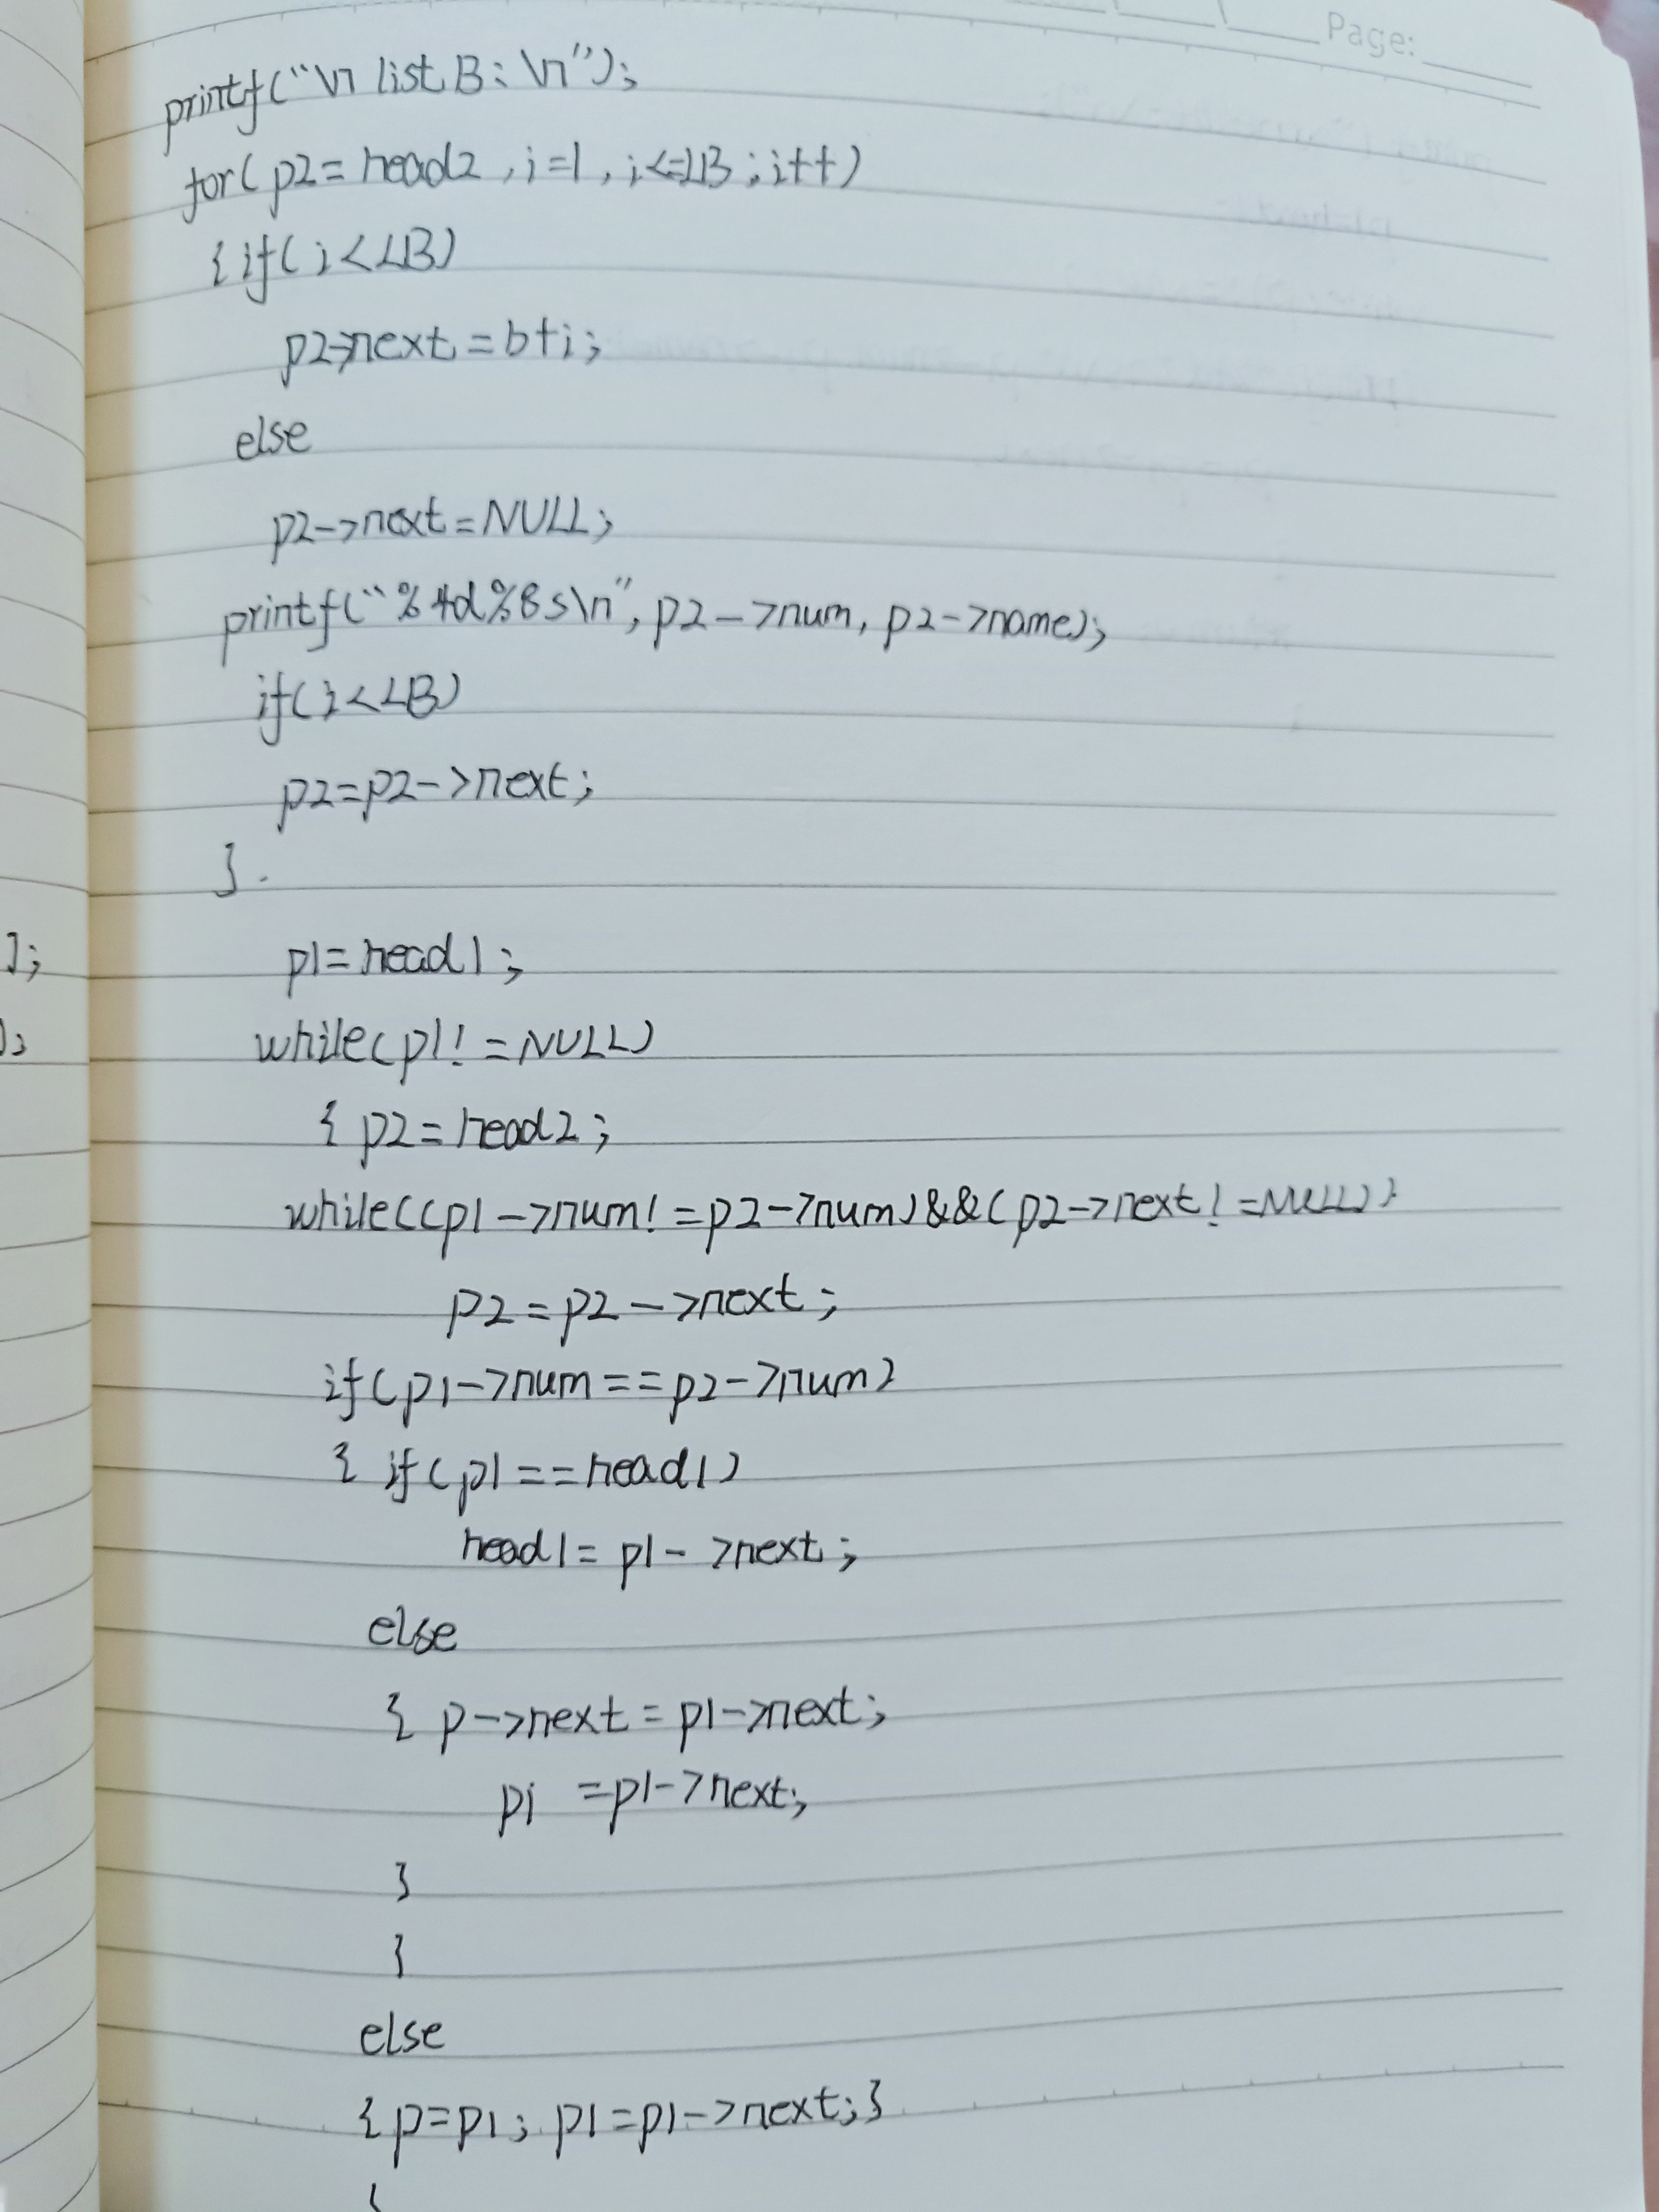 Page:
printf("\n list B: \n");
for( p2= head2 , i=1 , i<=LB ; i++)
{ if( i < LB)
p2->next = b+i;
else
p2->next = NULL;
printf("%4d%8s\n", p2->num, p2->name);
if( i < LB)
p2=p2->next;
}.
p1= head1 ;
while(p1! =NULL)
{ p2= head2 ;
while((p1->num! =p2->num)&&( p2->next! =NULL))
p2 = p2->next ;
if( p1->num==p2->num)
{ if(p1 ==head1)
head1= p1->next ;
else
{ p->next = p1->next;
p1 =p1->next;
}
}
else
{p=p1; p1=p1->next;}
];
);